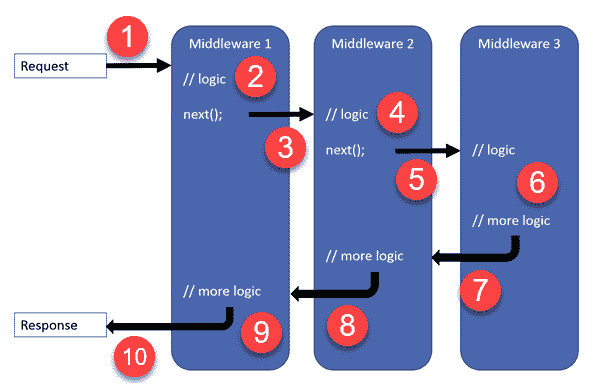 1
Middleware 1
Middleware 2
Middleware 3
Request
// logic
2
next();
3
// logic
4
next();
5
// logic
6
// more logic
7
// more logic
8
// more logic
9
Response
10